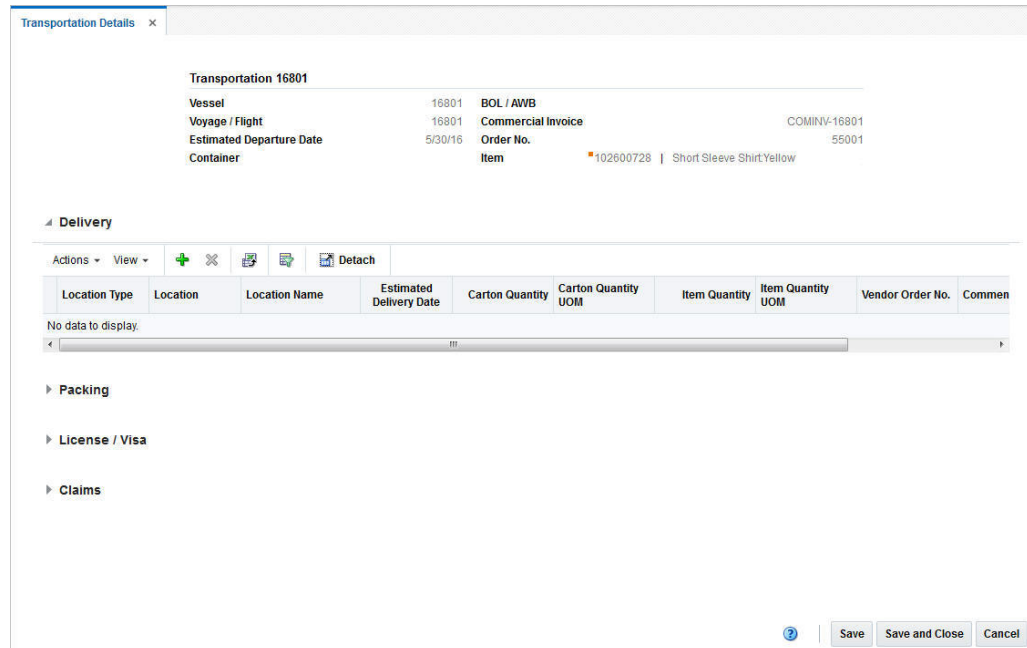 Transportation Details ×
Transportation 16801
Vessel 16801 BOL / AWB
Voyage / Flight 16801 Commercial Invoice COMINV-16801
Estimated Departure Date 5/30/16 Order No. 55001
Container Item 102600728 | Short Sleeve Shirt:Yellow
Delivery
Actions View Detach
Location Type Location Location Name Estimated Delivery Date Carton Quantity Carton Quantity UOM Item Quantity Item Quantity UOM Vendor Order No. Commen
No data to display.
Packing
License / Visa
Claims
? Save Save and Close Cancel